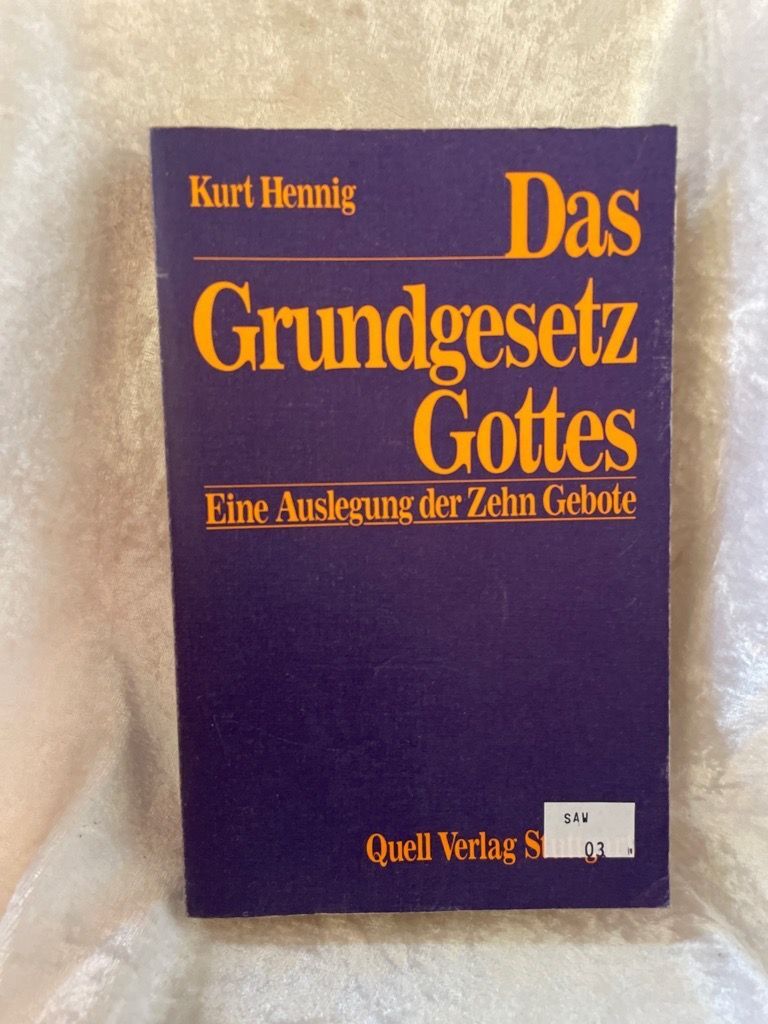 Kurt Hennig
Das
Grundgesetz
Gottes
Eine Auslegung der Zehn Gebote
Quell Verlag
SAW
03